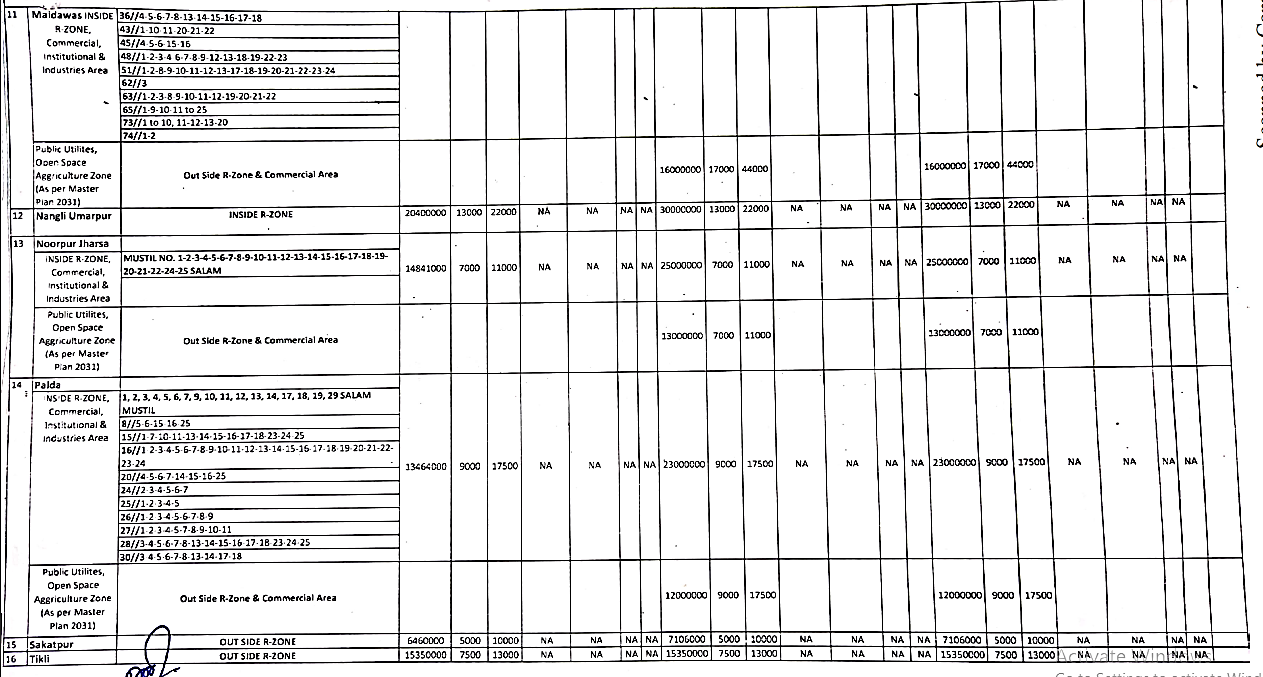 11 Maidawas INSIDE 36//4-5-6-7-8-13-14-15-16-17-18
R-ZONE, 43//1-10-11-20-21-22
Commercial, 45//4-5-6-15-16
Institutional & 48//1-2-3-4 6-7-8-9-12-13-18-19-22-23
Industries Area 51//1-2-8-9-10-11-12-13-17-18-19-20-21-22-23-24
62//3
63//1-2-3-8 9-10-11-12-19-20-21-22
65//1-9-10-11 to 25
73//1 to 10, 11-12-13-20
74//1-2
Public Utilites,
Open Space
Aggriculture Zone
(As per Master
Plan 2031)
Out Side R-Zone & Commercial Area 16000000 17000 44000 16000000 17000 44000
12 Nangli Umarpur INSIDE R-ZONE 20400000 13000 22000 NA NA NA NA 30000000 13000 22000 NA NA NA NA 30000000 13000 22000 NA NA NA NA
13 Noorpur Jharsa
INSIDE R-ZONE,
Commercial,
Institutional &
Industries Area
MUSTIL NO. 1-2-3-4-5-6-7-8-9-10-11-12-13-14-15-16-17-18-19-
20-21-22-24-25 SALAM
14841000 7000 11000 NA NA NA NA 25000000 7000 11000 NA NA NA NA 25000000 7000 11000 NA NA NA NA
Public Utilites,
Open Space
Aggriculture Zone
(As per Master
Plan 2031)
Out Side R-Zone & Commercial Area 13000000 7000 11000 13000000 7000 11000
14 Palda
INSIDE R-ZONE,
Commercial,
Institutional &
Industries Area
1, 2, 3, 4, 5, 6, 7, 9, 10, 11, 12, 13, 14, 17, 18, 19, 29 SALAM
MUSTIL
8//5-6-15 16-25
15//1-7-10-11-13-14-15-16-17-18-23-24-25
16//1 2-3-4-5-6-7-8-9-10-11-12-13-14-15-16-17-18-19-20-21-22-
23-24
20//4-5-6-7-14-15-16-25
24//2-3-4-5-6-7
25//1-2-3-4-5
26//1-2 3-4-5-6-7-8-9
27//1-2 3-4-5-7-8-9-10-11
28//3-4-5-6-7-8-13-14-15-16-17-18-23-24-25
30//3 4-5-6-7-8-13-14-17-18
13464000 9000 17500 NA NA NA NA 23000000 9000 17500 NA NA NA NA 23000000 9000 17500 NA NA NA NA
Public Utilites,
Open Space
Aggriculture Zone
(As per Master
Plan 2031)
Out Side R-Zone & Commercial Area 12000000 9000 17500 12000000 9000 17500
15 Sakatpur OUT SIDE R-ZONE 6460000 5000 10000 NA NA NA NA 7106000 5000 10000 NA NA NA NA 7106000 5000 10000 NA NA NA NA
16 Tikli OUT SIDE R-ZONE 15350000 7500 13000 NA NA NA NA 15350000 7500 13000 NA NA NA NA 15350000 7500 13000 NA NA NA NA
Activate Windows